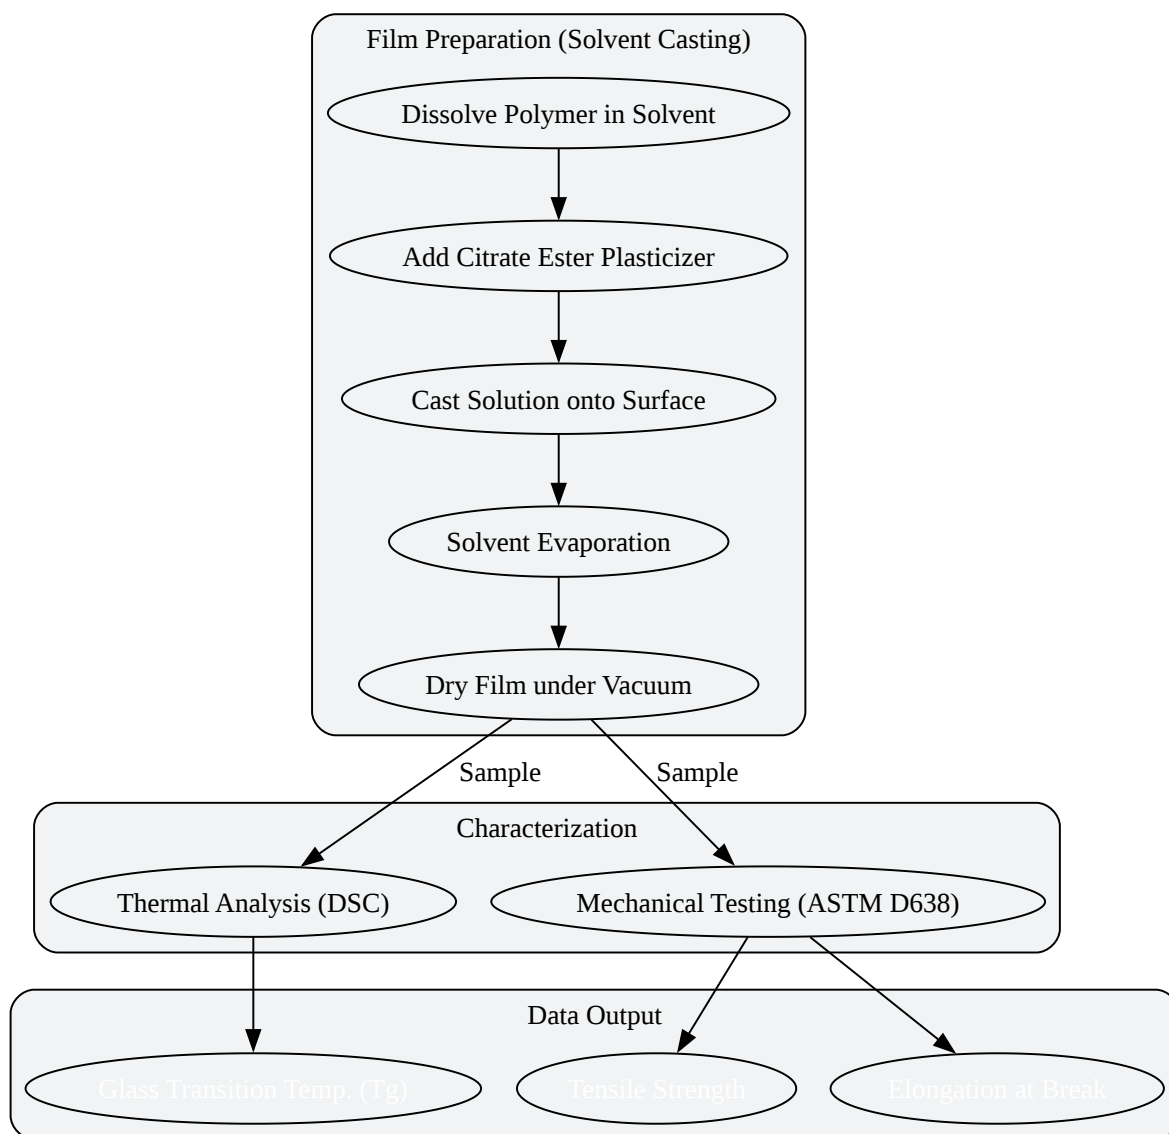 Film Preparation (Solvent Casting)
Dissolve Polymer in Solvent
Add Citrate Ester Plasticizer
Cast Solution onto Surface
Solvent Evaporation
Dry Film under Vacuum
Sample
Sample
Characterization
Thermal Analysis (DSC)
Mechanical Testing (ASTM D638)
Data Output
Glass Transition Temp. (Tg)
Tensile Strength
Elongation at Break